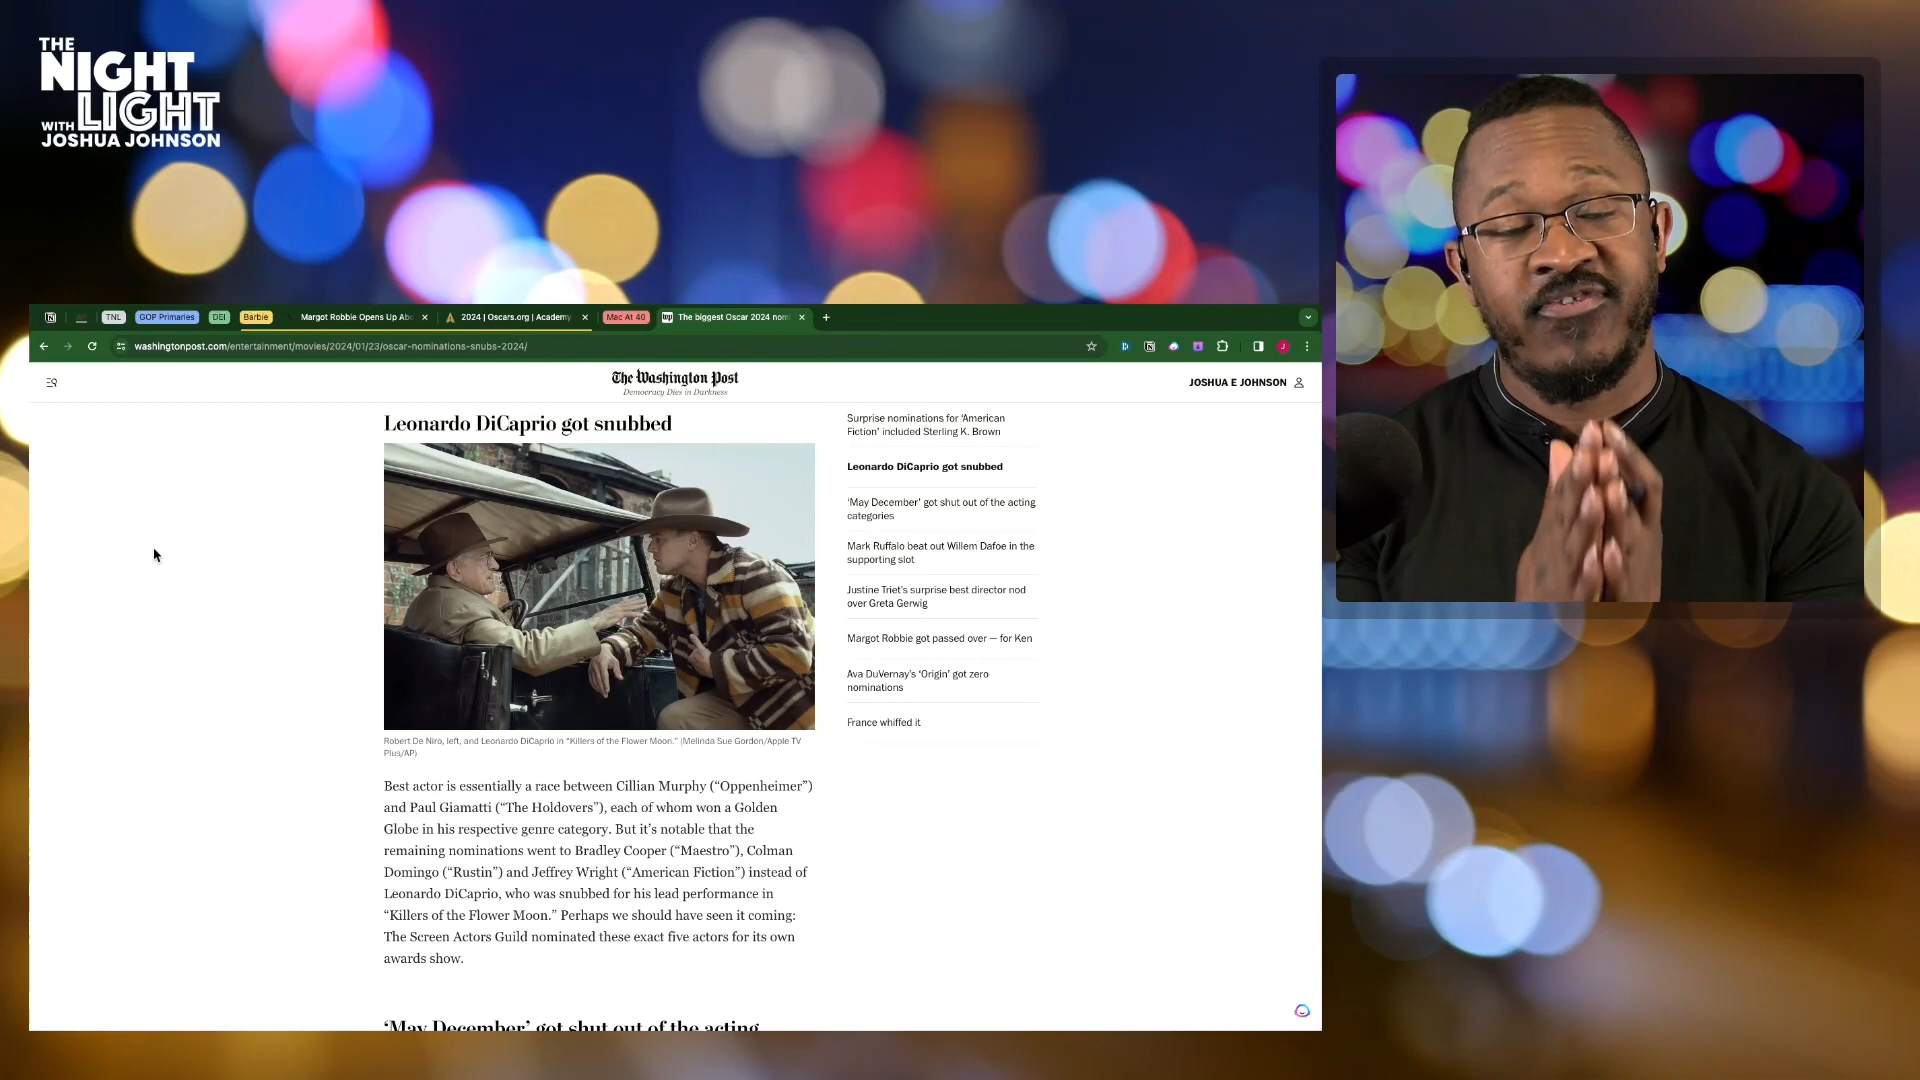 THE
NIGHT
LIGHT
WITH
JOSHUA JOHNSON
TNL
GOP Primaries
DEI
Barbie
Margot Robbie Opens Up Abo
2024 | Oscars.org | Academy
Mac At 40
The biggest Oscar 2024 nom
washingtonpost.com/entertainment/movies/2024/01/23/oscar-nominations-snubs-2024/
The Washington Post
Democracy Dies in Darkness
JOSHUA E JOHNSON
Leonardo DiCaprio got snubbed
Robert De Niro, left, and Leonardo DiCaprio in “Killers of the Flower Moon.” (Melinda Sue Gordon/Apple TV
Plus/AP)
Best actor is essentially a race between Cillian Murphy (“Oppenheimer”)
and Paul Giamatti (“The Holdovers”), each of whom won a Golden
Globe in his respective genre category. But it’s notable that the
remaining nominations went to Bradley Cooper (“Maestro”), Colman
Domingo (“Rustin”) and Jeffrey Wright (“American Fiction”) instead of
Leonardo DiCaprio, who was snubbed for his lead performance in
“Killers of the Flower Moon.” Perhaps we should have seen it coming:
The Screen Actors Guild nominated these exact five actors for its own
awards show.
‘May December’ got shut out of the acting
Surprise nominations for ‘American
Fiction’ included Sterling K. Brown
Leonardo DiCaprio got snubbed
‘May December’ got shut out of the acting
categories
Mark Ruffalo beat out Willem Dafoe in the
supporting slot
Justine Triet’s surprise best director nod
over Greta Gerwig
Margot Robbie got passed over — for Ken
Ava DuVernay’s ‘Origin’ got zero
nominations
France whiffed it